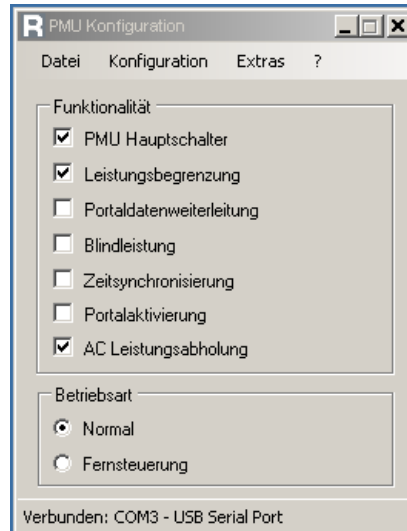 R PMU Konfiguration
Datei Konfiguration Extras ?
Funktionalität
PMU Hauptschalter
Leistungsbegrenzung
Portaldatenweiterleitung
Blindleistung
Zeitsynchronisierung
Portalaktivierung
AC Leistungsabholung
Betriebsart
Normal
Fernsteuerung
Verbunden: COM3 - USB Serial Port